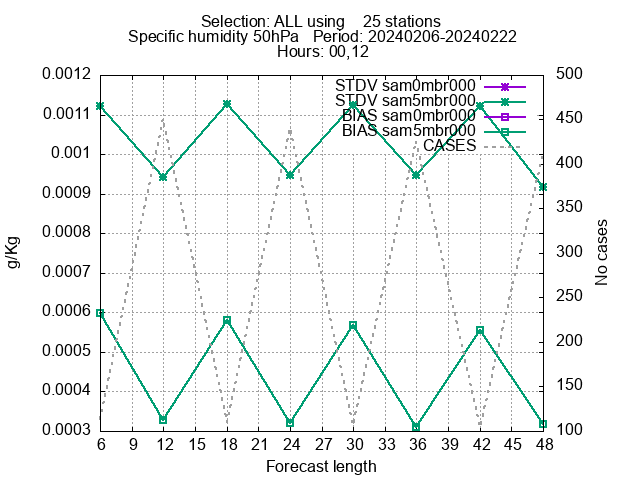 Selection: ALL using    25 stations
Specific humidity 50hPa   Period: 20240206-20240222
Hours: 00,12
STDV sam0mbr000
STDV sam5mbr000
BIAS sam0mbr000
BIAS sam5mbr000
CASES
0.0012
0.0011
0.001
0.0009
0.0008
0.0007
0.0006
0.0005
0.0004
0.0003
g/Kg
500
450
400
350
300
250
200
150
100
No cases
6 9 12 15 18 21 24 27 30 33 36 39 42 45 48
Forecast length